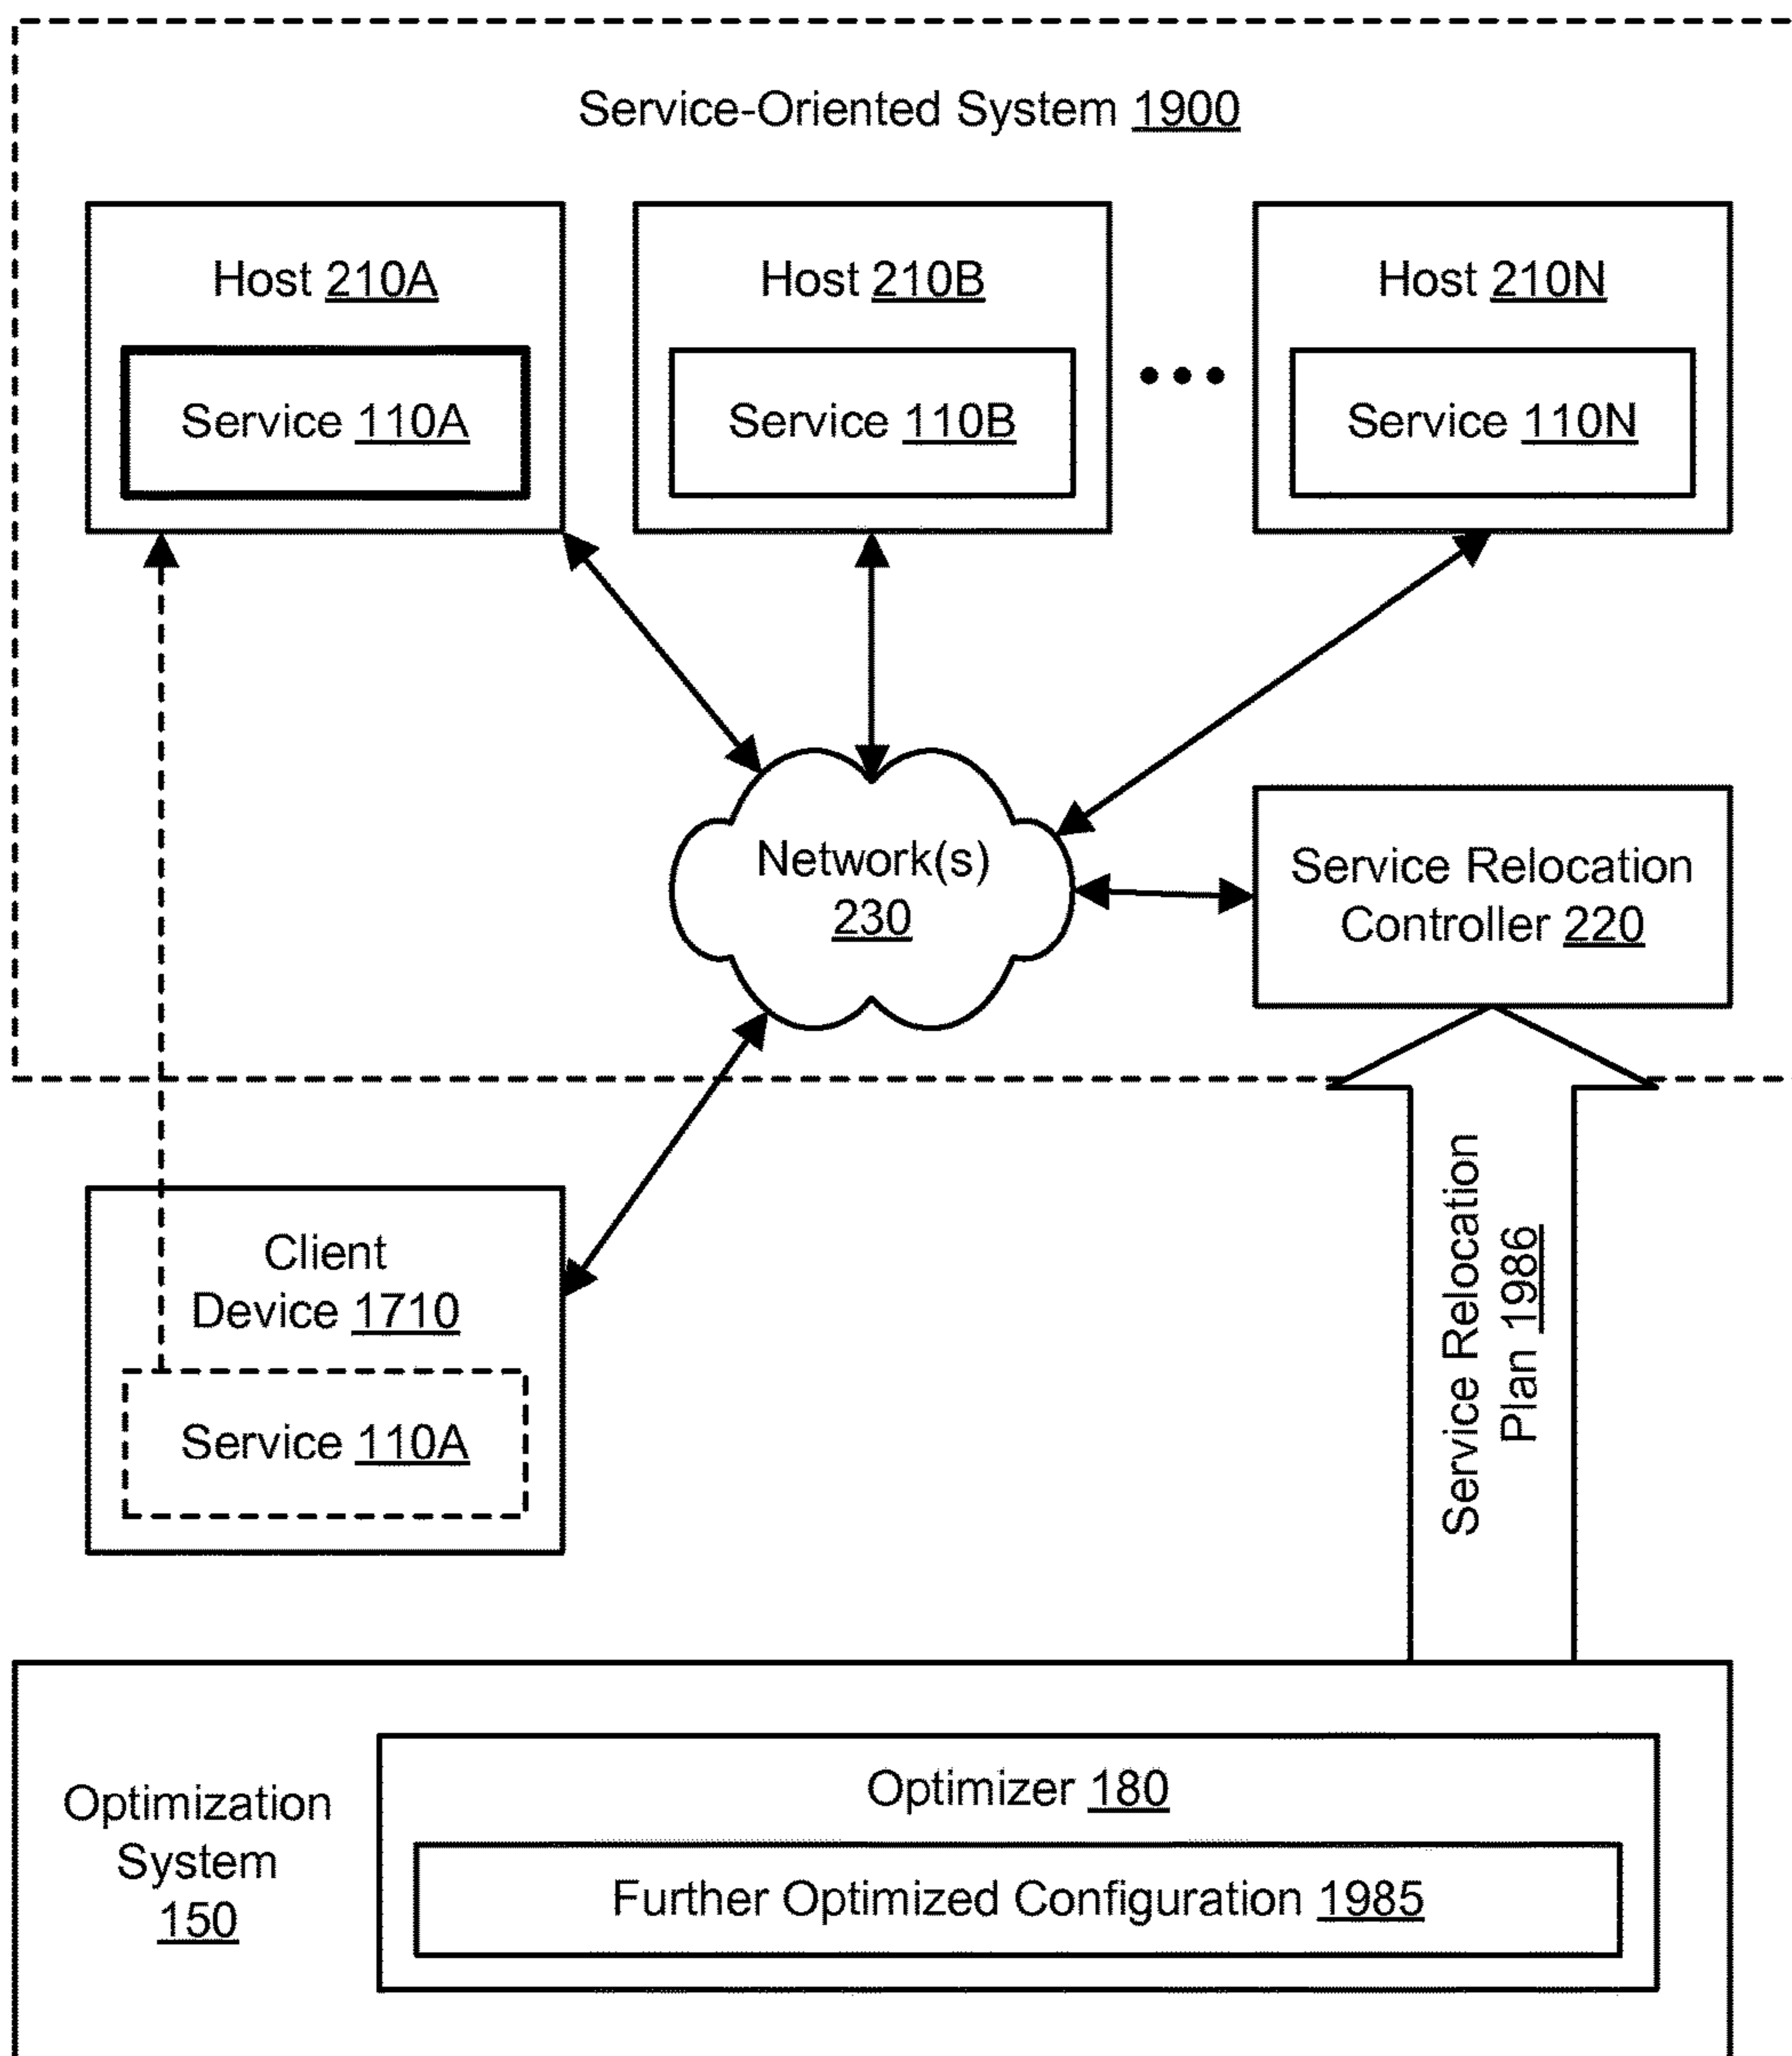 Service-Oriented System 1900
Host 210A
Service 110A
Host 210B
Service 110B
Host 210N
Service 110N
Network(s)
230
Service Relocation
Controller 220
Client
Device 1710
Service 110A
Service Relocation
Plan 1986
Optimization
System
150
Optimizer 180
Further Optimized Configuration 1985